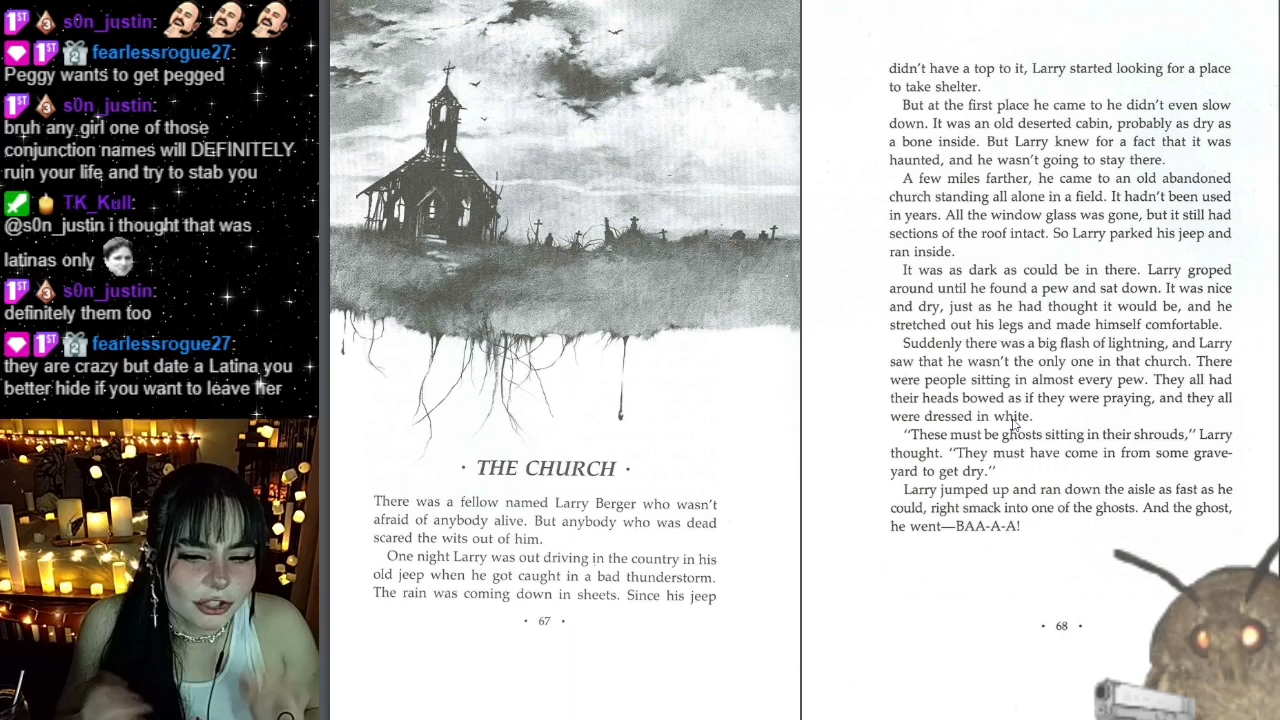 1ST 3 s0n_justin:
1ST 2 fearlessrogue27:
Peggy wants to get pegged
1ST 3 s0n_justin:
bruh any girl one of those
conjunction names will DEFINITELY
ruin your life and try to stab you
TK_Kull:
@s0n_justin i thought that was
latinas only
1ST 3 s0n_justin:
definitely them too
1ST 2 fearlessrogue27:
they are crazy but date a Latina you
better hide if you want to leave her
· THE CHURCH ·
There was a fellow named Larry Berger who wasn't
afraid of anybody alive. But anybody who was dead
scared the wits out of him.
One night Larry was out driving in the country in his
old jeep when he got caught in a bad thunderstorm.
The rain was coming down in sheets. Since his jeep
· 67 ·
didn't have a top to it, Larry started looking for a place
to take shelter.
But at the first place he came to he didn't even slow
down. It was an old deserted cabin, probably as dry as
a bone inside. But Larry knew for a fact that it was
haunted, and he wasn't going to stay there.
A few miles farther, he came to an old abandoned
church standing all alone in a field. It hadn't been used
in years. All the window glass was gone, but it still had
sections of the roof intact. So Larry parked his jeep and
ran inside.
It was as dark as could be in there. Larry groped
around until he found a pew and sat down. It was nice
and dry, just as he had thought it would be, and he
stretched out his legs and made himself comfortable.
Suddenly there was a big flash of lightning, and Larry
saw that he wasn't the only one in that church. There
were people sitting in almost every pew. They all had
their heads bowed as if they were praying, and they all
were dressed in white.
"These must be ghosts sitting in their shrouds," Larry
thought. "They must have come in from some grave-
yard to get dry."
Larry jumped up and ran down the aisle as fast as he
could, right smack into one of the ghosts. And the ghost,
he went—BAA-A-A!
· 68 ·